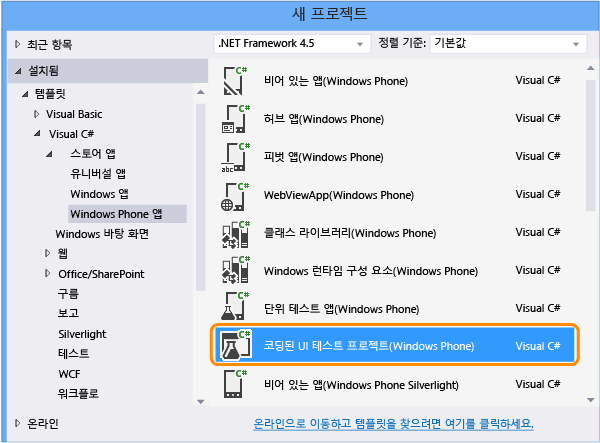 새 프로젝트
최근 항목
.NET Framework 4.5
정렬 기준: 기본값
설치됨
템플릿
Visual Basic
Visual C#
스토어 앱
유니버설 앱
Windows 앱
Windows Phone 앱
Windows 바탕 화면
웹
Office/SharePoint
구름
보고
Silverlight
테스트
WCF
워크플로
C# 비어 있는 앱(Windows Phone) Visual C#
C# 허브 앱(Windows Phone) Visual C#
C# abc 피벗 앱(Windows Phone) Visual C#
C# WebViewApp(Windows Phone) Visual C#
C# 클래스 라이브러리(Windows Phone) Visual C#
C# Windows 런타임 구성 요소(Windows Phone) Visual C#
C# 단위 테스트 앱(Windows Phone) Visual C#
C# 코딩된 UI 테스트 프로젝트(Windows Phone) Visual C#
C# 비어 있는 앱(Windows Phone Silverlight) Visual C#
온라인
온라인으로 이동하고 템플릿을 찾으려면 여기를 클릭하세요.